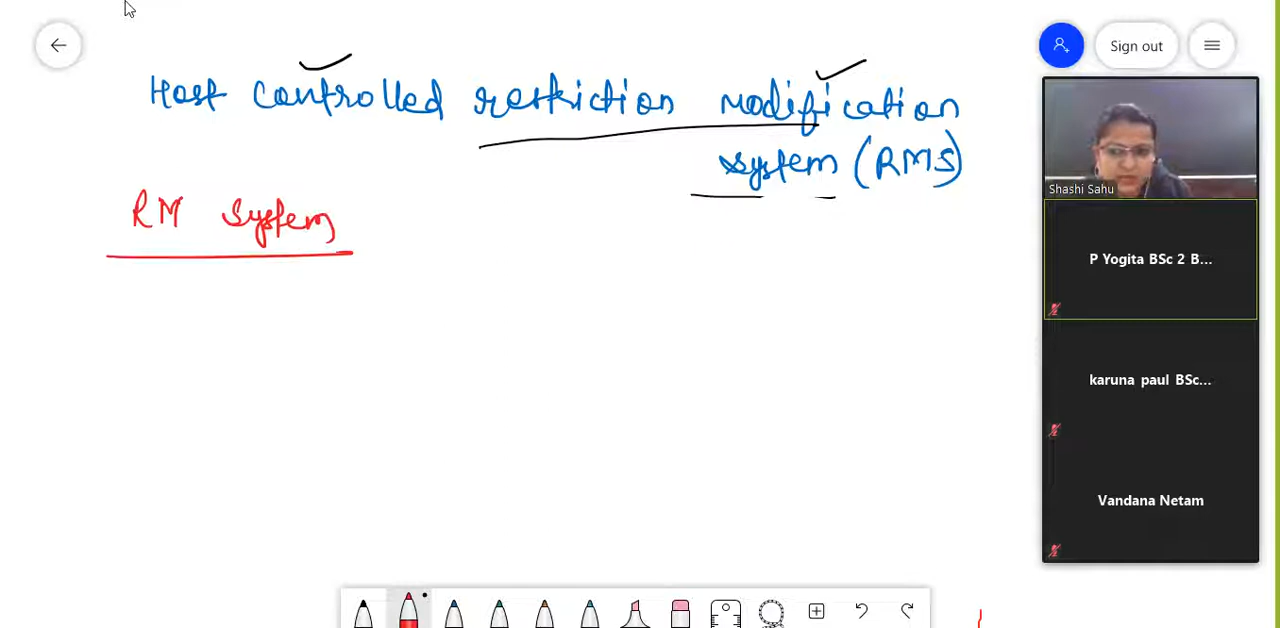 Sign out
Host controlled restriction modification
system (RMS)
RM system
Shashi Sahu
P Yogita BSc 2 B...
karuna paul BSc...
Vandana Netam